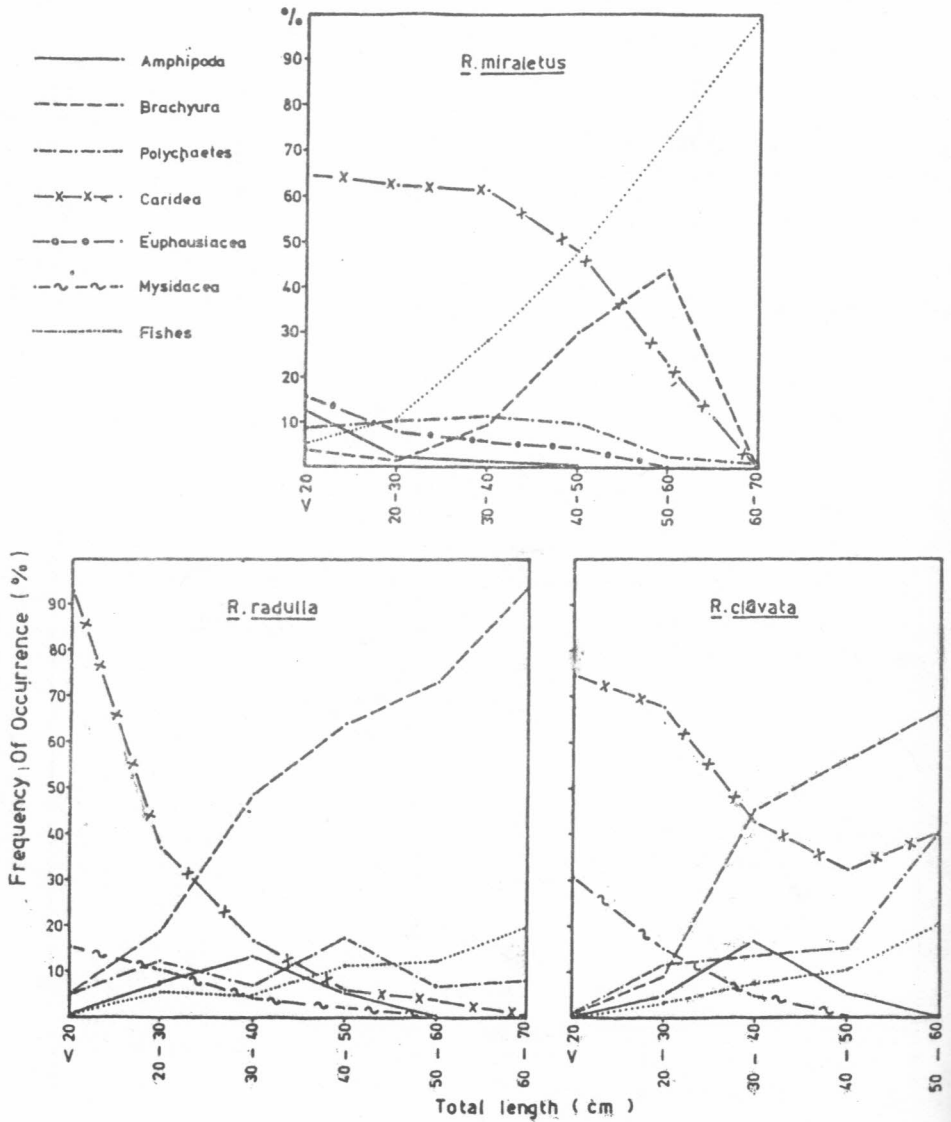 %
R. miraletus
Amphipoda
Brachyura
Polychaetes
Caridea
Euphausiacea
Mysidacea
Fishes
90
80
70
60
50
40
30
20
10
< 20
20 - 30
30 - 40
40 - 50
50 - 60
60 - 70
Frequency Of Occurrence (%)
R. radulla
90
80
70
60
50
40
30
20
10
< 20
20 - 30
30 - 40
40 - 50
50 - 60
60 - 70
R. clavata
< 20
20 - 30
30 - 40
40 - 50
50 - 60
Total length (cm)